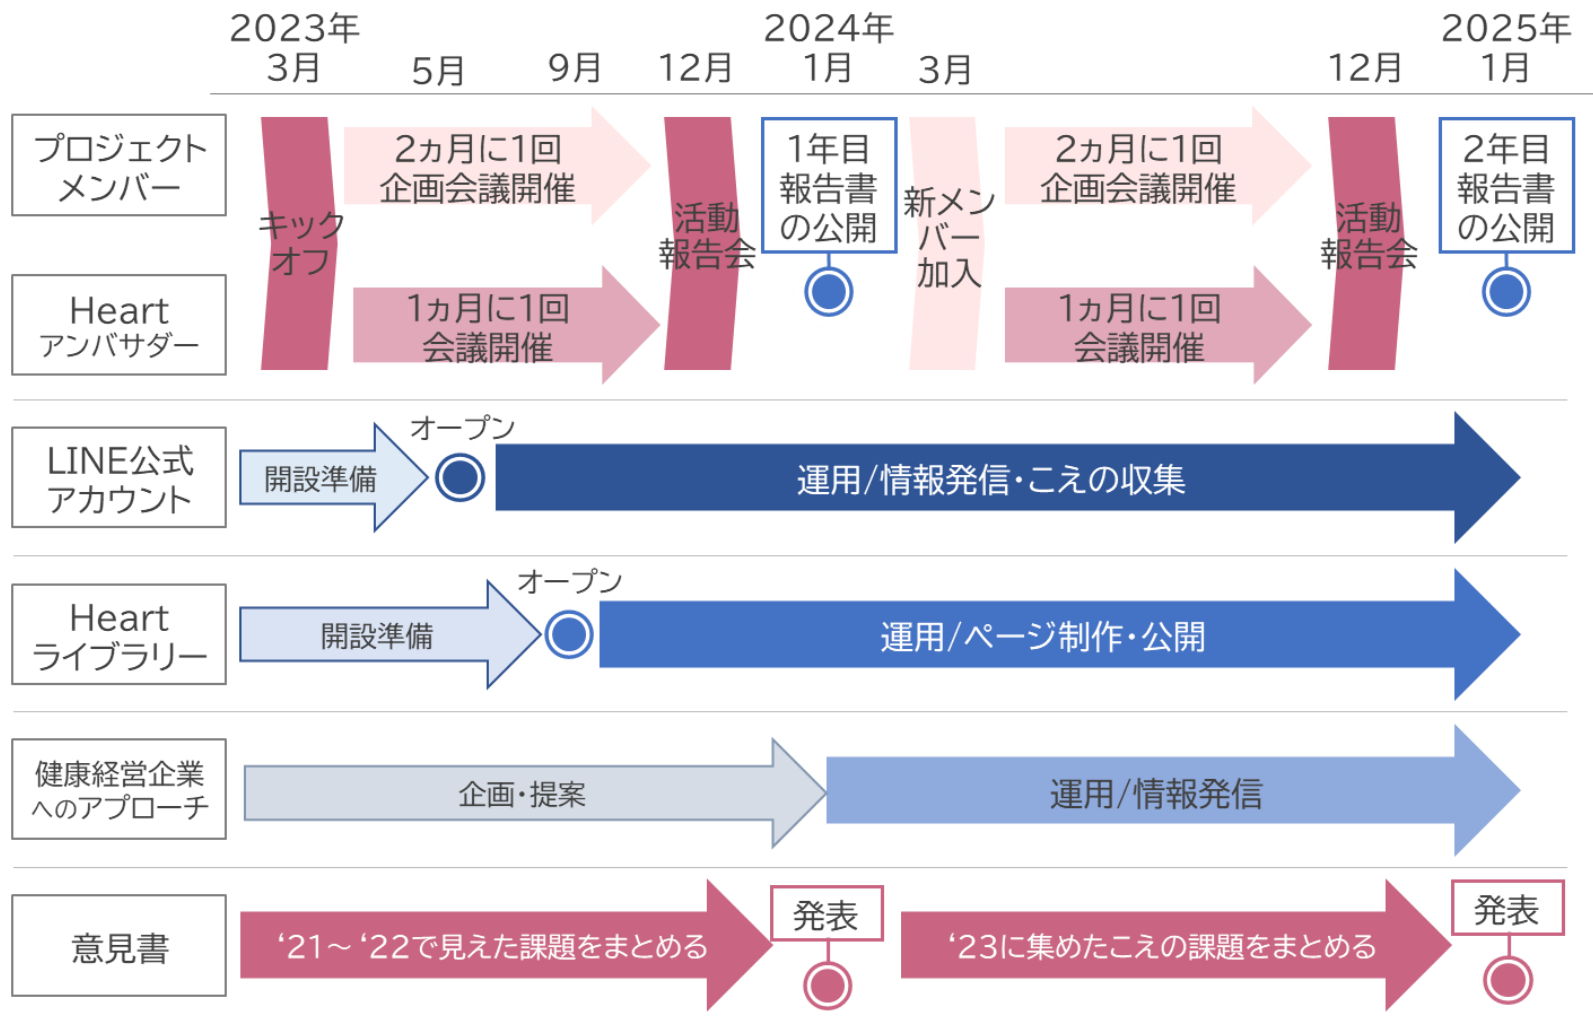 2023年
3月
5月
9月
12月
2024年
1月
3月
12月
2025年
1月
プロジェクト
メンバー
Heart
アンバサダー
キック
オフ
2ヵ月に1回
企画会議開催
1ヵ月に1回
会議開催
活動
報告会
1年目
報告書
の公開
新メン
バー
加入
2ヵ月に1回
企画会議開催
1ヵ月に1回
会議開催
活動
報告会
2年目
報告書
の公開
LINE公式
アカウント
開設準備
オープン
運用/情報発信・こえの収集
Heart
ライブラリー
開設準備
オープン
運用/ページ制作・公開
健康経営企業
へのアプローチ
企画・提案
運用/情報発信
意見書
‘21～ ‘22で見えた課題をまとめる
発表
‘23に集めたこえの課題をまとめる
発表